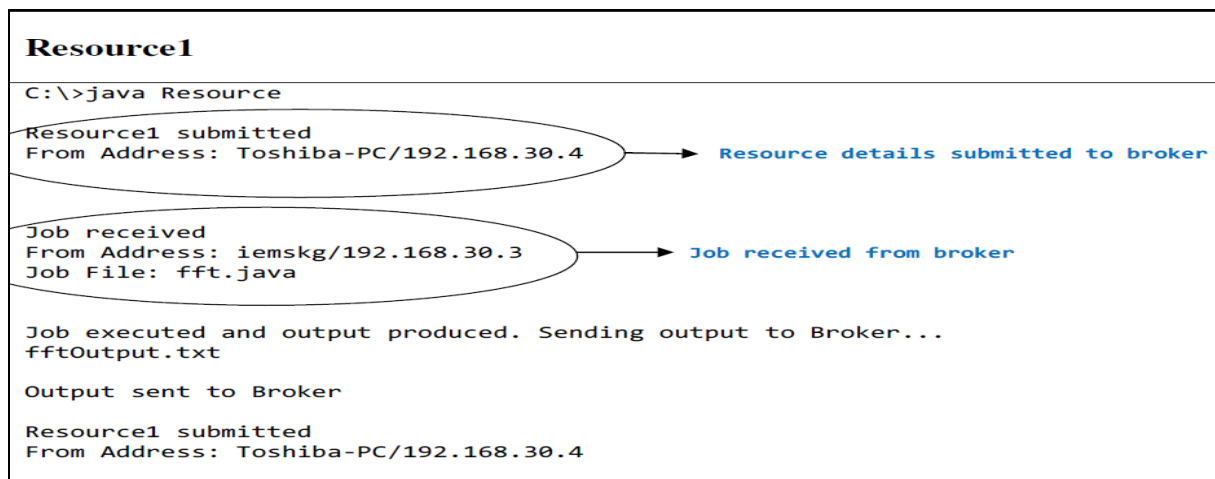 Resource1
C:\>java Resource
Resource1 submitted
From Address: Toshiba-PC/192.168.30.4
Resource details submitted to broker
Job received
From Address: iemskg/192.168.30.3
Job received from broker
Job File: fft.java
Job executed and output produced. Sending output to Broker...
fftOutput.txt
Output sent to Broker
Resource1 submitted
From Address: Toshiba-PC/192.168.30.4